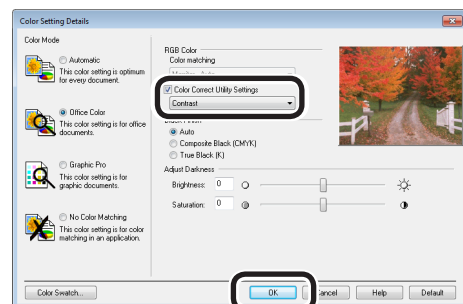 Color Setting Details
Color Mode
Automatic
This color setting is optimum
for every document.
Office Color
This color setting is for office
documents.
Graphic Pro
This color setting is for
graphic documents.
No Color Matching
This color setting is for color
matching in an application.
RGB Color
Color matching
Color Correct Utility Settings
Contrast
Auto
Composite Black (CMYK)
True Black (K)
Adjust Darkness
Brightness: 0
Saturation: 0
Color Swatch...
OK
Cancel
Help
Default